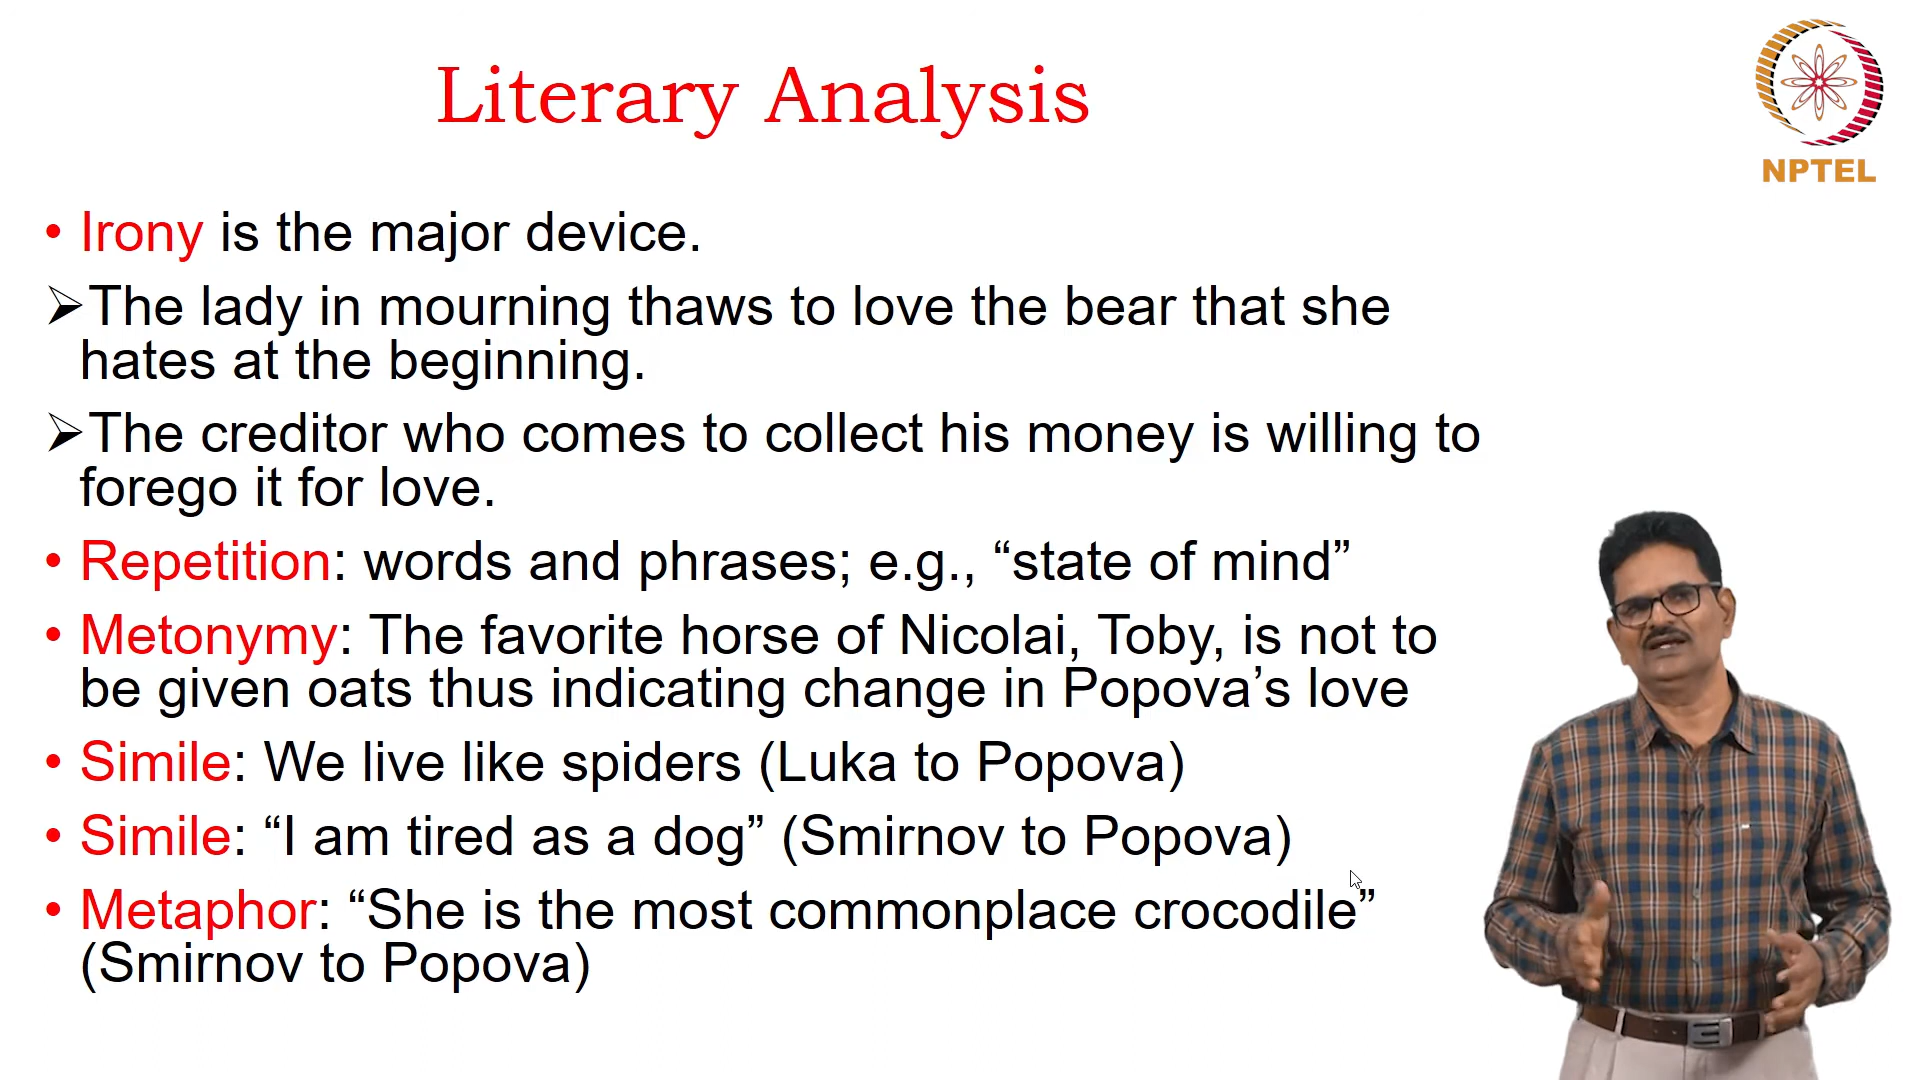 Literary Analysis
NPTEL
• Irony is the major device.
➢The lady in mourning thaws to love the bear that she
hates at the beginning.
➢The creditor who comes to collect his money is willing to
forego it for love.
• Repetition: words and phrases; e.g., “state of mind”
• Metonymy: The favorite horse of Nicolai, Toby, is not to
be given oats thus indicating change in Popova’s love
• Simile: We live like spiders (Luka to Popova)
• Simile: “I am tired as a dog” (Smirnov to Popova)
• Metaphor: “She is the most commonplace crocodile”
(Smirnov to Popova)